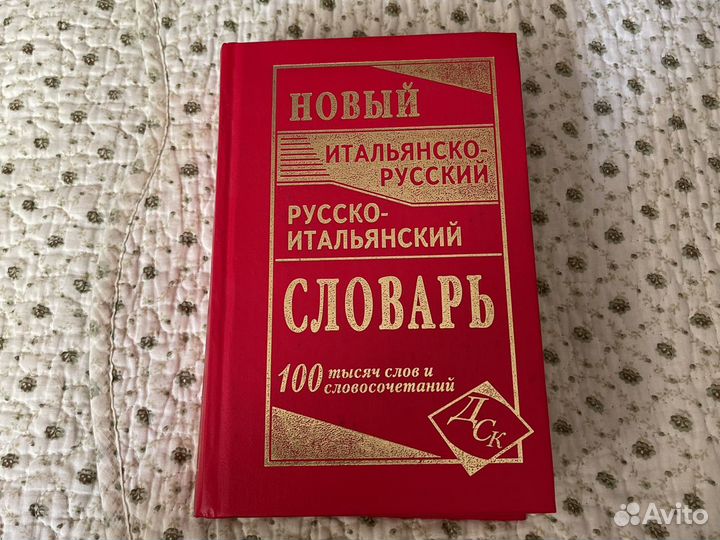 НОВЫЙ
ИТАЛЬЯНСКО-
РУССКИЙ
РУССКО-
ИТАЛЬЯНСКИЙ
СЛОВАРЬ
100 тысяч слов и
словосочетаний
ДСК
Avito